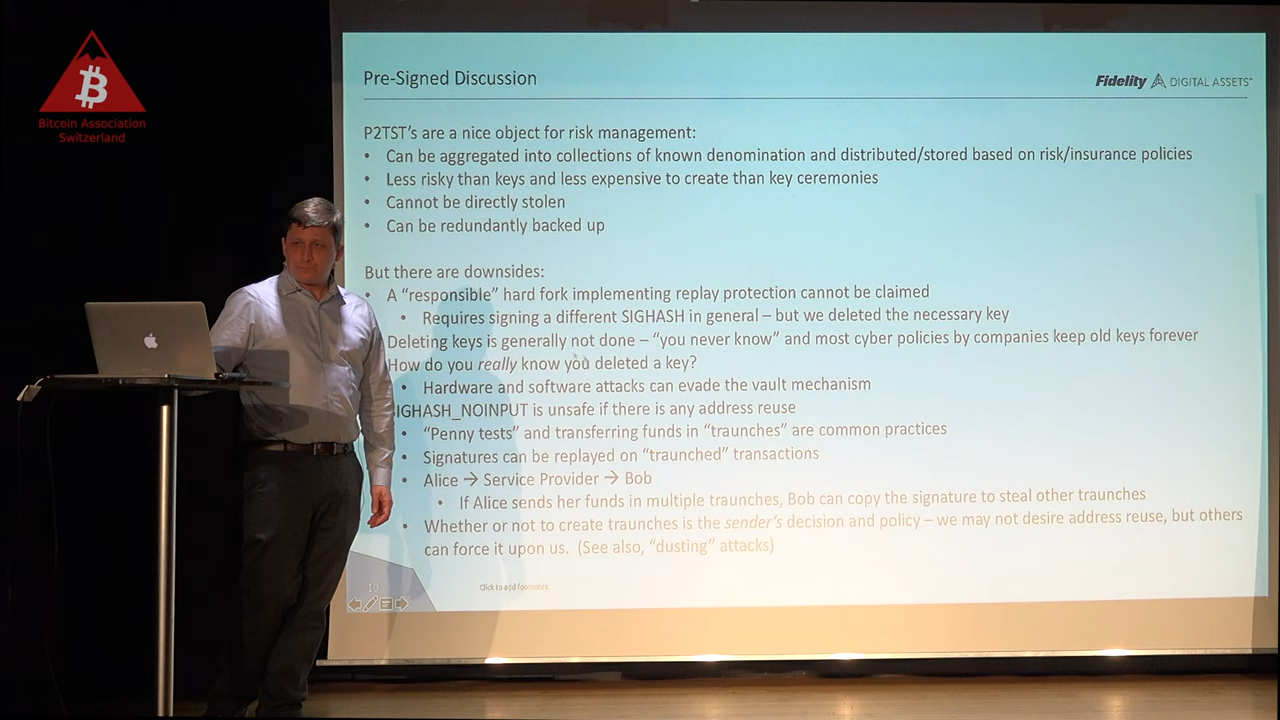 Bitcoin Association
Switzerland
Pre-Signed Discussion
Fidelity DIGITAL ASSETS℠
P2TST's are a nice object for risk management:
• Can be aggregated into collections of known denomination and distributed/stored based on risk/insurance policies
• Less risky than keys and less expensive to create than key ceremonies
• Cannot be directly stolen
• Can be redundantly backed up
But there are downsides:
• A “responsible” hard fork implementing replay protection cannot be claimed
• Requires signing a different SIGHASH in general – but we deleted the necessary key
Deleting keys is generally not done – “you never know” and most cyber policies by companies keep old keys forever
How do you really know you deleted a key?
• Hardware and software attacks can evade the vault mechanism
SIGHASH_NOINPUT is unsafe if there is any address reuse
• “Penny tests” and transferring funds in “traunches” are common practices
• Signatures can be replayed on “traunched” transactions
• Alice → Service Provider → Bob
• If Alice sends her funds in multiple traunches, Bob can copy the signature to steal other traunches
• Whether or not to create traunches is the sender's decision and policy – we may not desire address reuse, but others
can force it upon us. (See also, “dusting” attacks)
Click to add footnotes
10